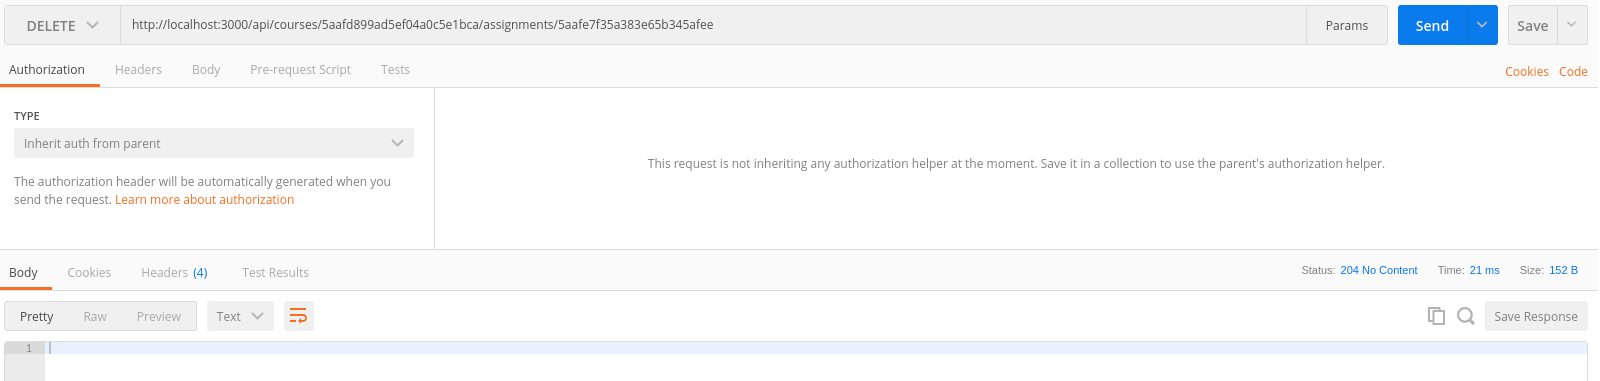 DELETE http://localhost:3000/api/courses/5aafd899ad5ef04a0c5e1bca/assignments/5aafe7f35a383e65b345afee Params Send Save
Authorization Headers Body Pre-request Script Tests Cookies Code
TYPE
Inherit auth from parent
This request is not inheriting any authorization helper at the moment. Save it in a collection to use the parent's authorization helper.
The authorization header will be automatically generated when you
send the request. Learn more about authorization
Body Cookies Headers (4) Test Results Status: 204 No Content Time: 21 ms Size: 152 B
Pretty Raw Preview Text Save Response
1